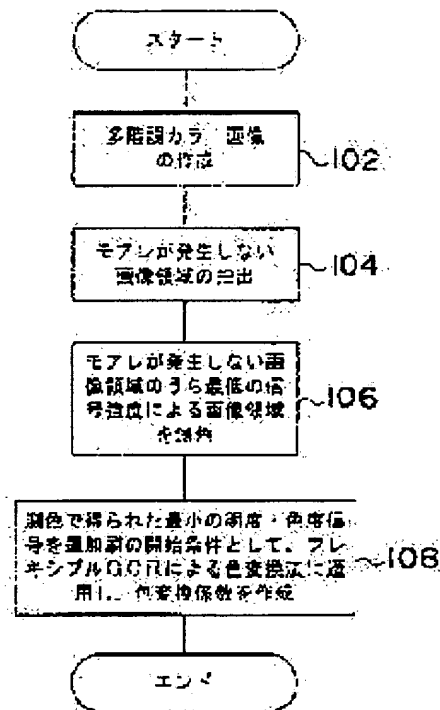 スタート
多階調カラー画像
の作成
102
モアレが発生しない
画像領域の抽出
104
モアレが発生しない画
像領域のうち最低の信
号強度による画像領域
を測色
106
測色で得られた最小の明度・色度信
号を墨加刷の開始条件として、フレ
キシブルGCRによる色変換法に適
用し、色変換係数を作成
108
エンド